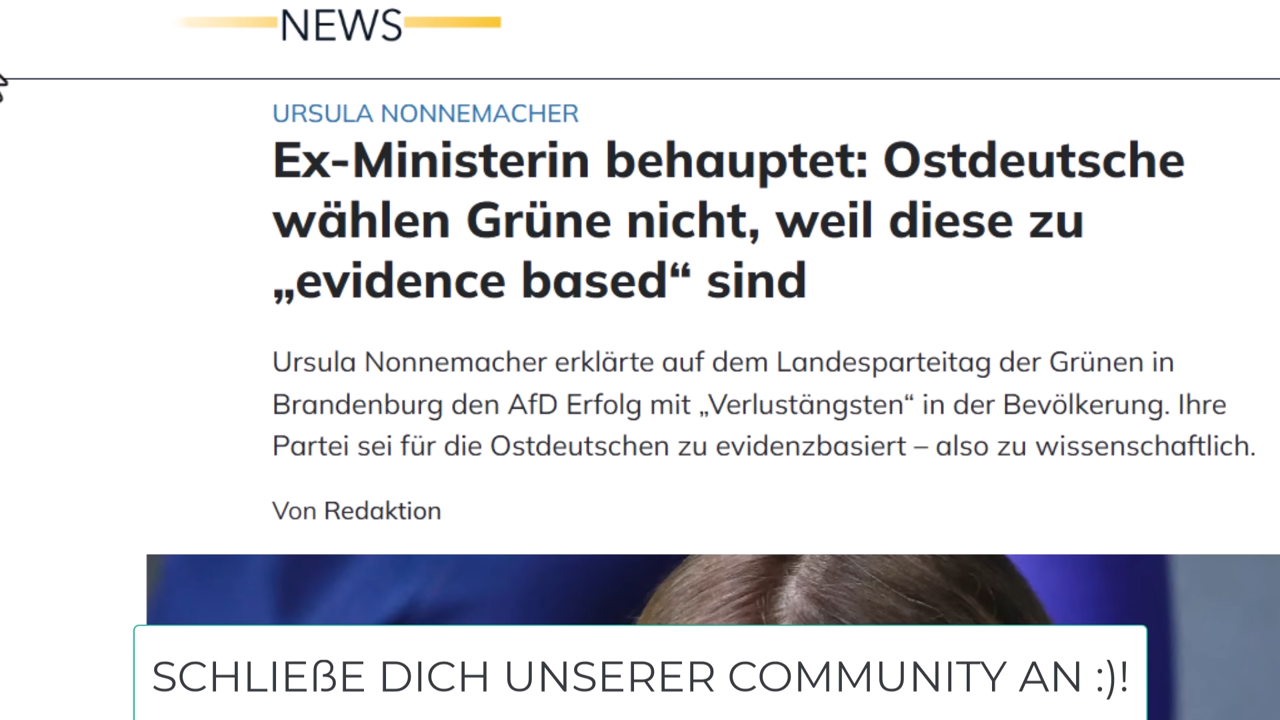 NEWS
URSULA NONNEMACHER
Ex-Ministerin behauptet: Ostdeutsche
wählen Grüne nicht, weil diese zu
„evidence based“ sind
Ursula Nonnemacher erklärte auf dem Landesparteitag der Grünen in
Brandenburg den AfD Erfolg mit „Verlustängsten“ in der Bevölkerung. Ihre
Partei sei für die Ostdeutschen zu evidenzbasiert – also zu wissenschaftlich.
Von Redaktion
SCHLIEßE DICH UNSERER COMMUNITY AN :)!